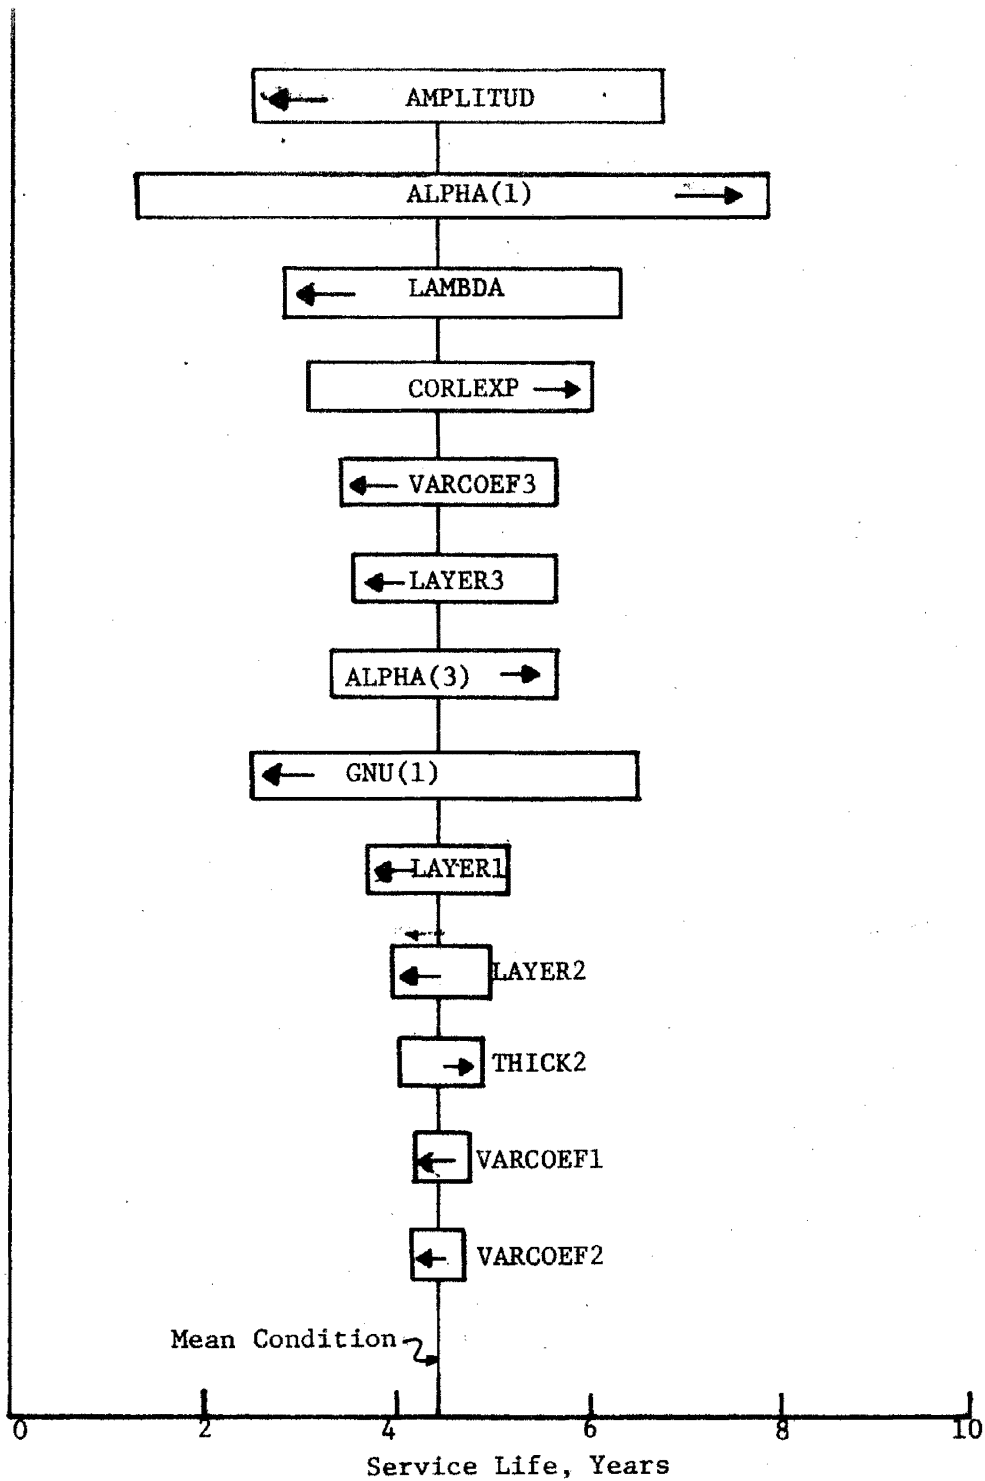 AMPLITUD
ALPHA(1)
LAMBDA
CORLEXP
VARCOEF3
LAYER3
ALPHA(3)
GNU(1)
LAYER1
LAYER2
THICK2
VARCOEF1
VARCOEF2
Mean Condition
0 2 4 6 8 10
Service Life, Years